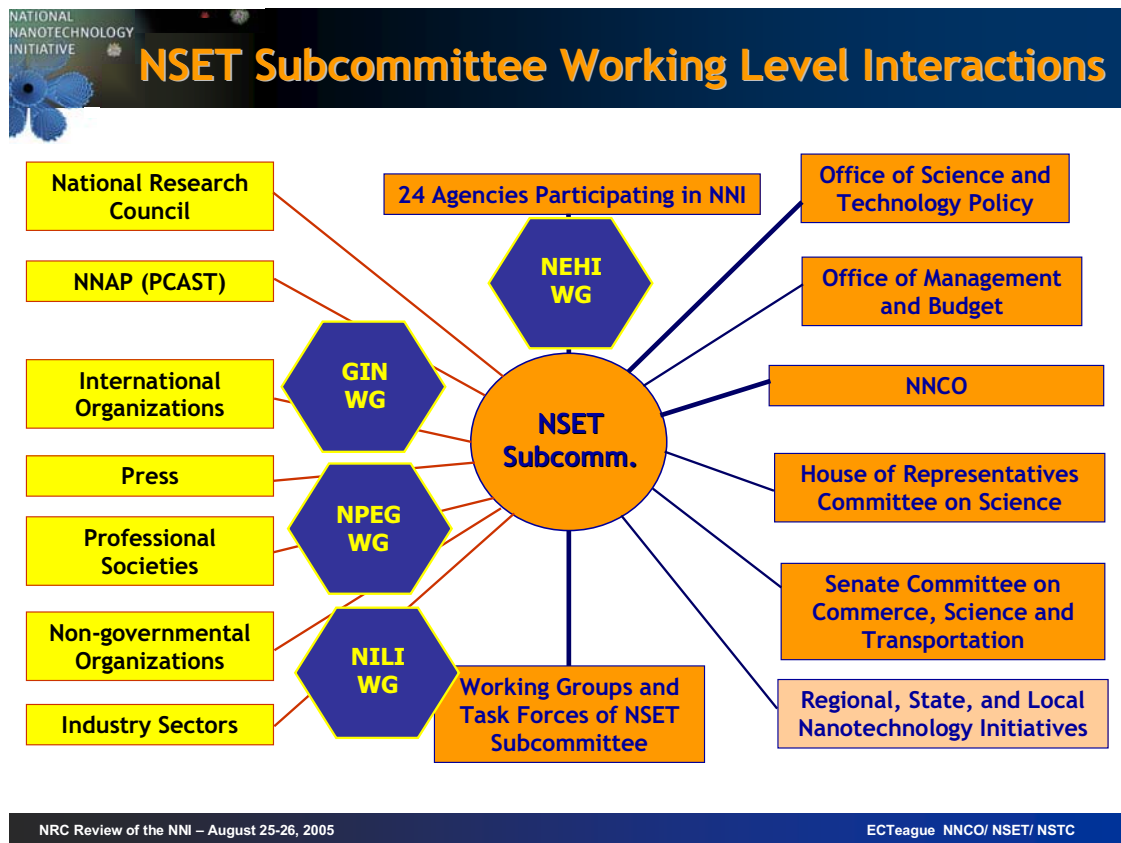 NATIONAL
NANOTECHNOLOGY
INITIATIVE
NSET Subcommittee Working Level Interactions
National Research
Council
NNAP (PCAST)
International
Organizations
Press
Professional
Societies
Non-governmental
Organizations
Industry Sectors
24 Agencies Participating in NNI
NEHI
WG
GIN
WG
NPEG
WG
NILI
WG
NSET
Subcomm.
Working Groups and
Task Forces of NSET
Subcommittee
Office of Science and
Technology Policy
Office of Management
and Budget
NNCO
House of Representatives
Committee on Science
Senate Committee on
Commerce, Science and
Transportation
Regional, State, and Local
Nanotechnology Initiatives
NRC Review of the NNI – August 25-26, 2005
ECTeague NNCO/ NSET/ NSTC